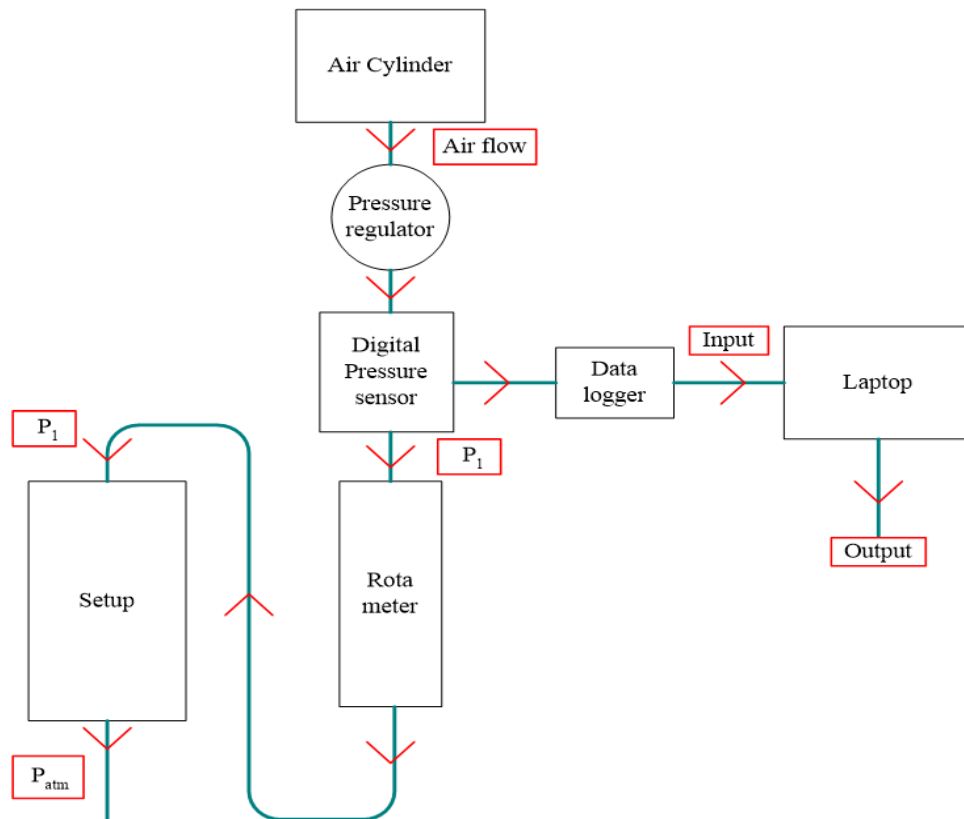 Air Cylinder
Air flow
Pressure
regulator
Digital
Pressure
sensor
Data
logger
Input
Laptop
P₁
P₁
Setup
Rota
meter
Output
Pₐₜₘ